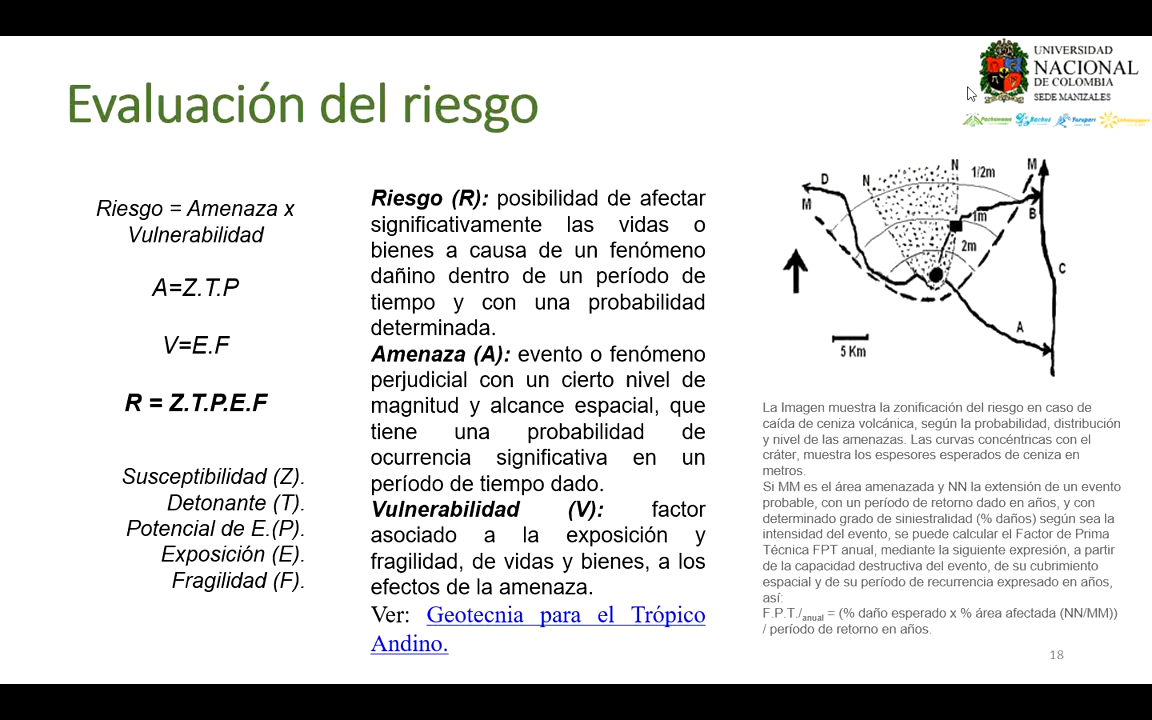 UNIVERSIDAD
NACIONAL
DE COLOMBIA
SEDE MANIZALES
Evaluación del riesgo
Riesgo = Amenaza x
Vulnerabilidad
A=Z.T.P
V=E.F
R = Z.T.P.E.F
Susceptibilidad (Z).
Detonante (T).
Potencial de E.(P).
Exposición (E).
Fragilidad (F).
Riesgo (R): posibilidad de afectar
significativamente las vidas o
bienes a causa de un fenómeno
dañino dentro de un período de
tiempo y con una probabilidad
determinada.
Amenaza (A): evento o fenómeno
perjudicial con un cierto nivel de
magnitud y alcance espacial, que
tiene una probabilidad de
ocurrencia significativa en un
período de tiempo dado.
Vulnerabilidad (V): factor
asociado a la exposición y
fragilidad, de vidas y bienes, a los
efectos de la amenaza.
Ver: Geotecnia para el Trópico
Andino.
D
N
N
1/2m
M
M
1m
B
2m
C
A
5 Km
La Imagen muestra la zonificación del riesgo en caso de
caída de ceniza volcánica, según la probabilidad, distribución
y nivel de las amenazas. Las curvas concéntricas con el
cráter, muestra los espesores esperados de ceniza en
metros.
Si MM es el área amenazada y NN la extensión de un evento
probable, con un período de retorno dado en años, y con
determinado grado de siniestralidad (% daños) según sea la
intensidad del evento, se puede calcular el Factor de Prima
Técnica FPT anual, mediante la siguiente expresión, a partir
de la capacidad destructiva del evento, de su cubrimiento
espacial y de su período de recurrencia expresado en años,
así:
F.P.T./anual = (% daño esperado x % área afectada (NN/MM))
/ período de retorno en años.
18